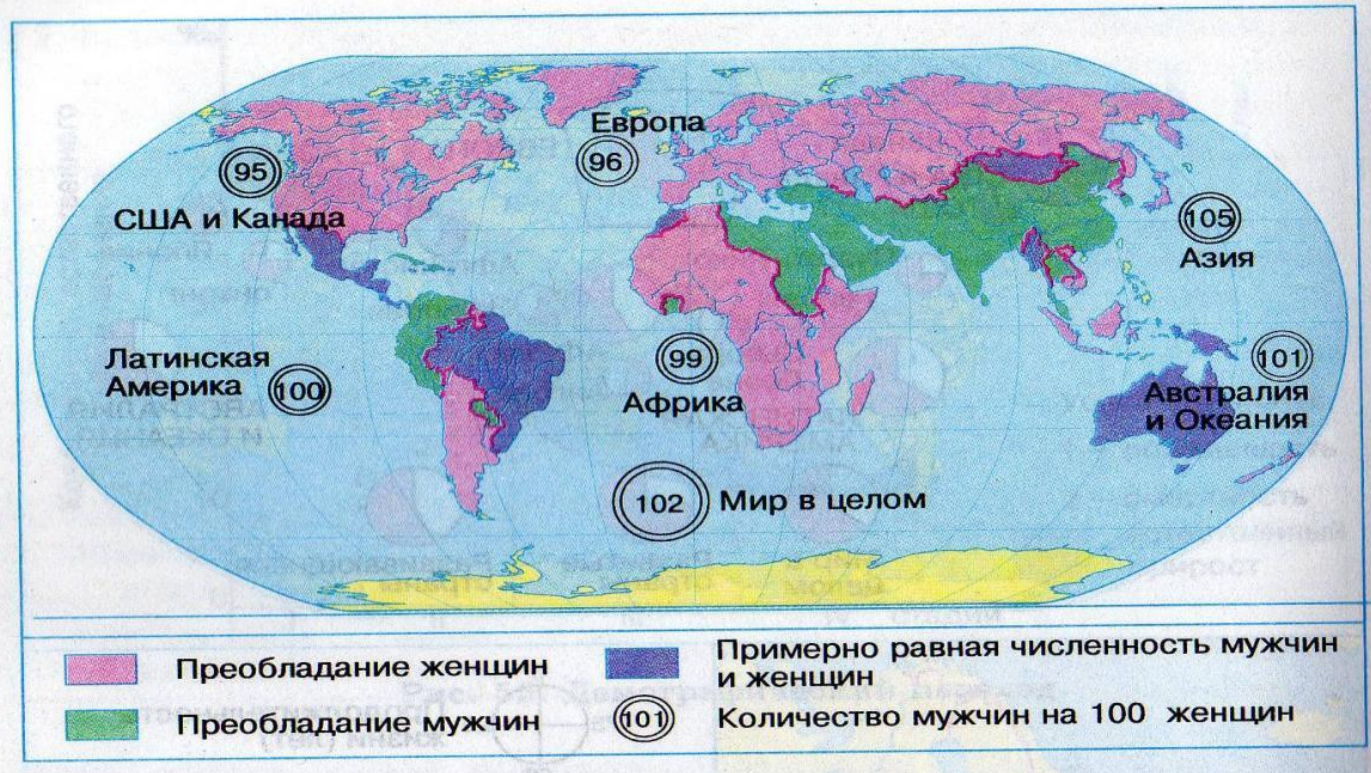 Европа
96
95
США и Канада
105
Азия
Латинская
Америка
100
99
Африка
101
Австралия
и Океания
102
Мир в целом
Преобладание женщин
Примерно равная численность мужчин
и женщин
Преобладание мужчин
101
Количество мужчин на 100 женщин